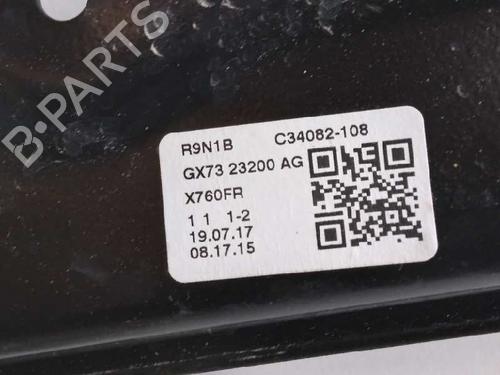 B-PARTS
R9N1B C34082-108
GX73 23200 AG
X760FR
1 1 1-2
19.07.17
08.17.15